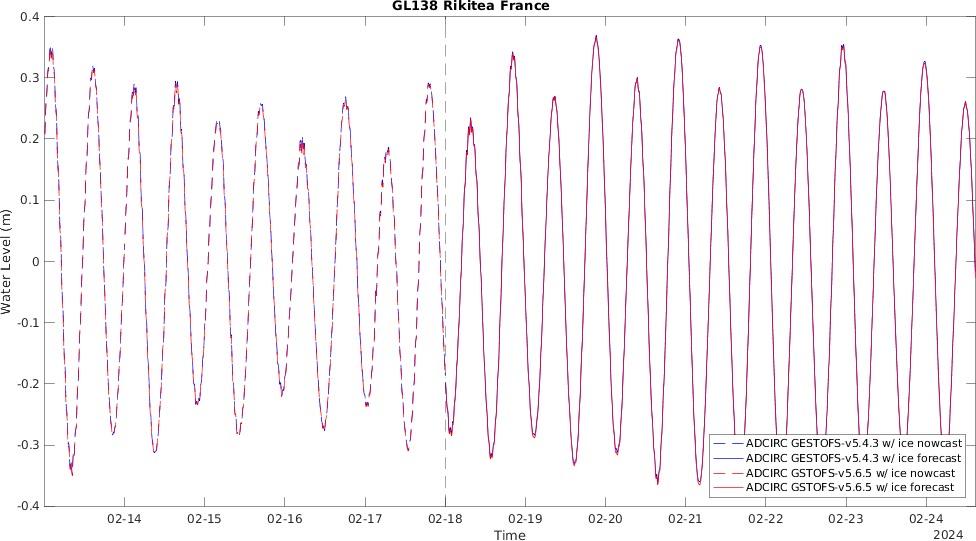 GL138 Rikitea France
0.4
0.3
0.2
0.1
0
-0.1
-0.2
-0.3
-0.4
Water Level (m)
ADCIRC GESTOFS-v5.4.3 w/ ice nowcast
ADCIRC GESTOFS-v5.4.3 w/ ice forecast
ADCIRC GSTOFS-v5.6.5 w/ ice nowcast
ADCIRC GSTOFS-v5.6.5 w/ ice forecast
02-14 02-15 02-16 02-17 02-18 02-19 02-20 02-21 02-22 02-23 02-24
Time
2024